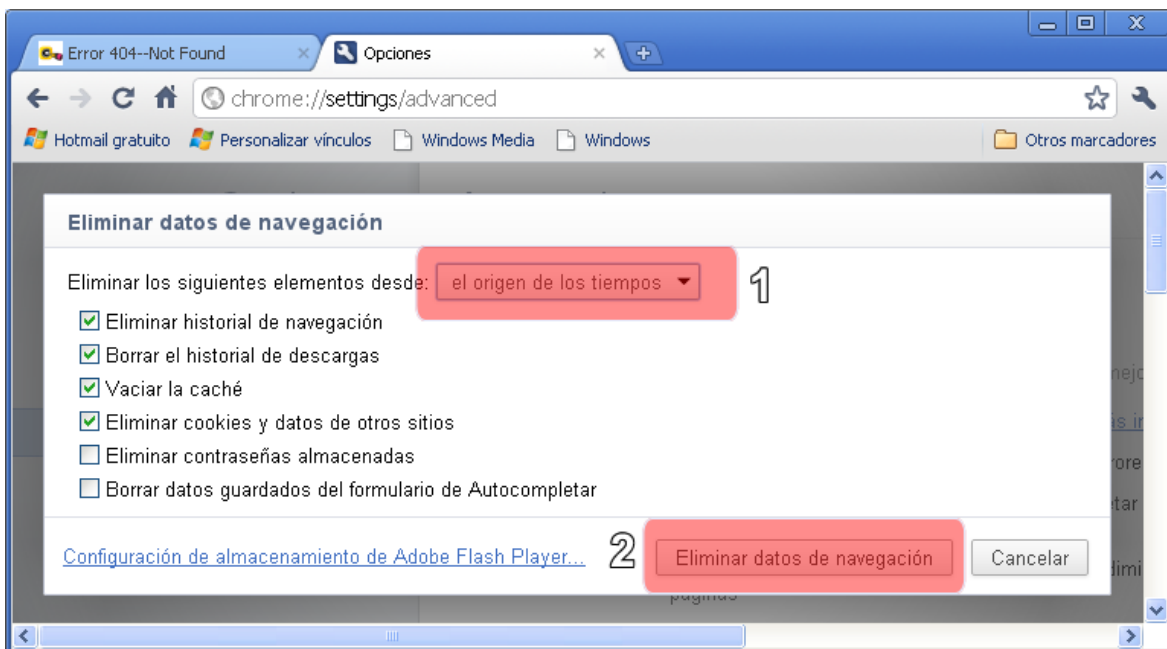 Error 404--Not Found
Opciones
chrome://settings/advanced
Hotmail gratuito Personalizar vínculos Windows Media Windows Otros marcadores
Eliminar datos de navegación
Eliminar los siguientes elementos desde: el origen de los tiempos 1
Eliminar historial de navegación
Borrar el historial de descargas
Vaciar la caché
Eliminar cookies y datos de otros sitios
Eliminar contraseñas almacenadas
Borrar datos guardados del formulario de Autocompletar
Configuración de almacenamiento de Adobe Flash Player... 2 Eliminar datos de navegación Cancelar